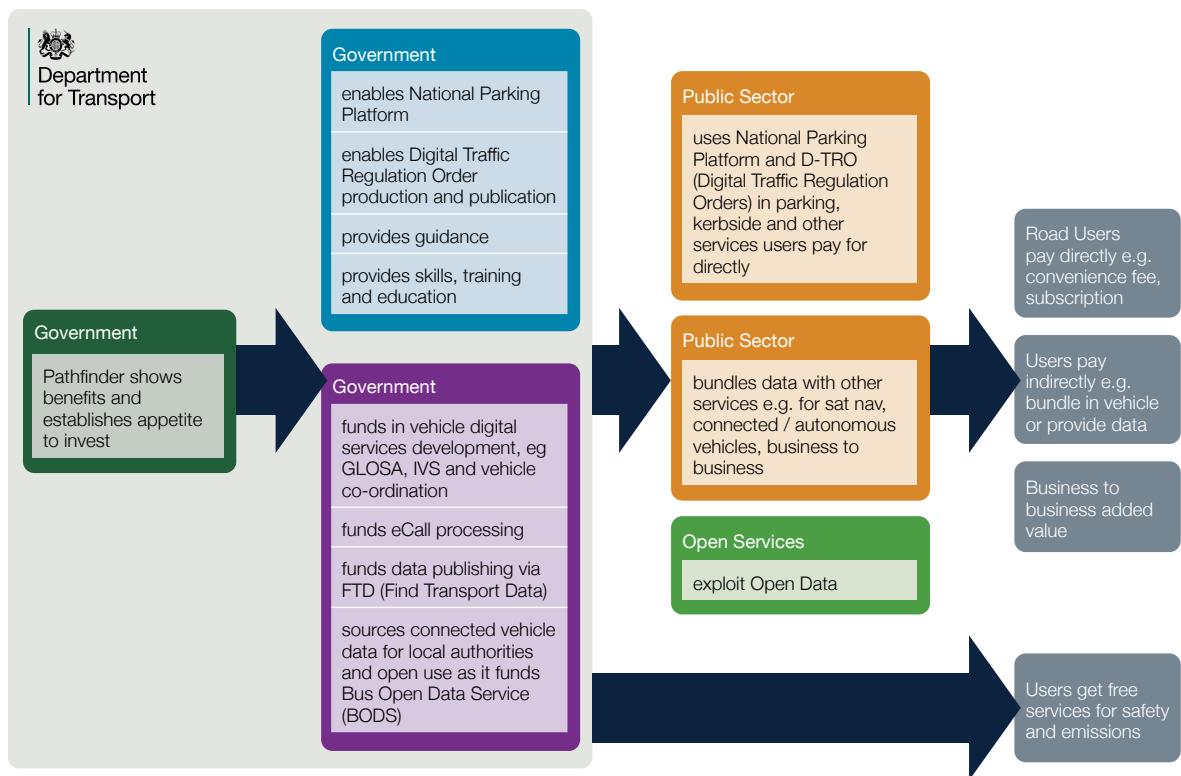 Department
for Transport
Government
Pathfinder shows
benefits and
establishes appetite
to invest
Government
enables National Parking
Platform
enables Digital Traffic
Regulation Order
production and publication
provides guidance
provides skills, training
and education
Government
funds in vehicle digital
services development, eg
GLOSA, IVS and vehicle
co-ordination
funds eCall processing
funds data publishing via
FTD (Find Transport Data)
sources connected vehicle
data for local authorities
and open use as it funds
Bus Open Data Service
(BODS)
Public Sector
uses National Parking
Platform and D-TRO
(Digital Traffic Regulation
Orders) in parking,
kerbside and other
services users pay for
directly
Public Sector
bundles data with other
services e.g. for sat nav,
connected / autonomous
vehicles, business to
business
Open Services
exploit Open Data
Road Users
pay directly e.g.
convenience fee,
subscription
Users pay
indirectly e.g.
bundle in vehicle
or provide data
Business to
business added
value
Users get free
services for safety
and emissions